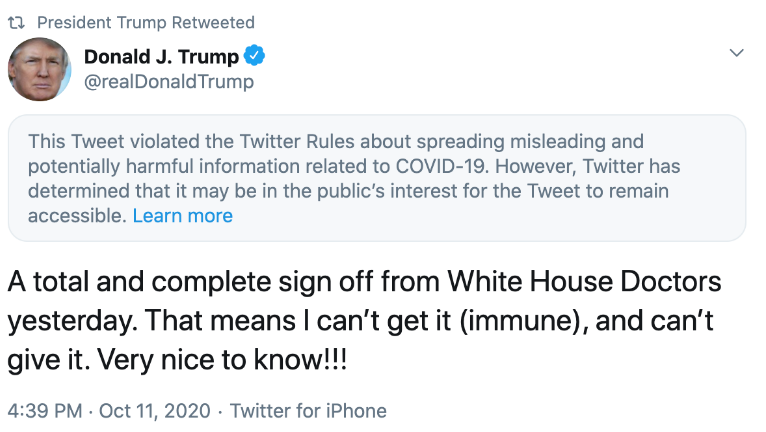 President Trump Retweeted
Donald J. Trump
@realDonaldTrump
This Tweet violated the Twitter Rules about spreading misleading and
potentially harmful information related to COVID-19. However, Twitter has
determined that it may be in the public’s interest for the Tweet to remain
accessible. Learn more
A total and complete sign off from White House Doctors
yesterday. That means I can’t get it (immune), and can’t
give it. Very nice to know!!!
4:39 PM · Oct 11, 2020 · Twitter for iPhone